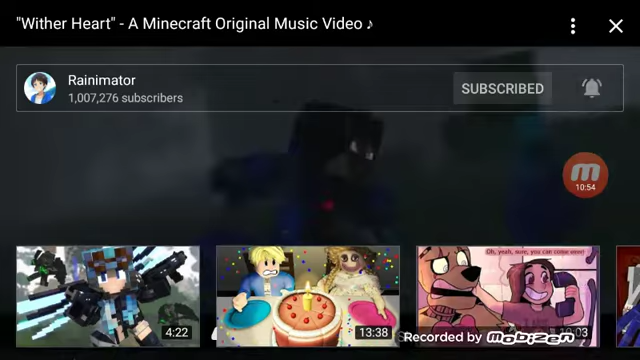 "Wither Heart" - A Minecraft Original Music Video ♪
Rainimator
1,007,276 subscribers
SUBSCRIBED
10:54
Oh, yeah, sure, you can come over!
4:22
13:38
Recorded by mobizen